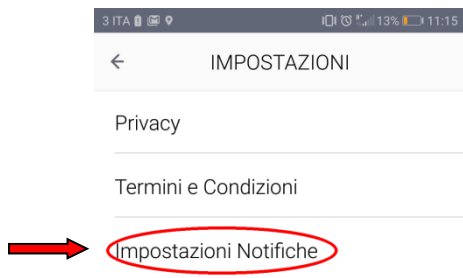 3 ITA 13% 11:15
IMPOSTAZIONI
Privacy
Termini e Condizioni
Impostazioni Notifiche